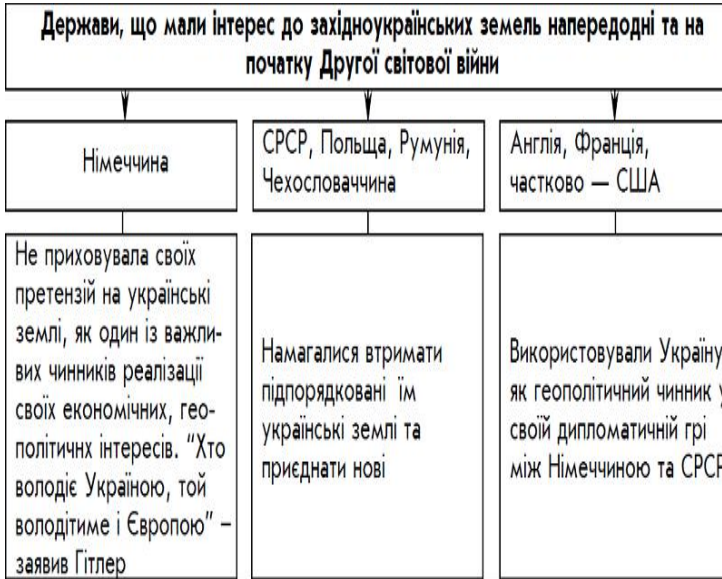 Держави, що мали інтерес до західноукраїнських земель напередодні та на
початку Другої світової війни
Німеччина
СРСР, Польща, Румунія,
Чехословаччина
Англія, Франція,
частково — США
Не приховувала своїх
претензій на українські
землі, як один із важли-
вих чинників реалізації
своїх економічних, гео-
політичнх інтересів. “Хто
володіє Україною, той
володітиме і Європою” –
заявив Гітлер
Намагалися втримати
підпорядковані їм
українські землі та
приєднати нові
Використовували Україну
як геополітичний чинник у
своїй дипломатичній грі
між Німеччиною та СРСР